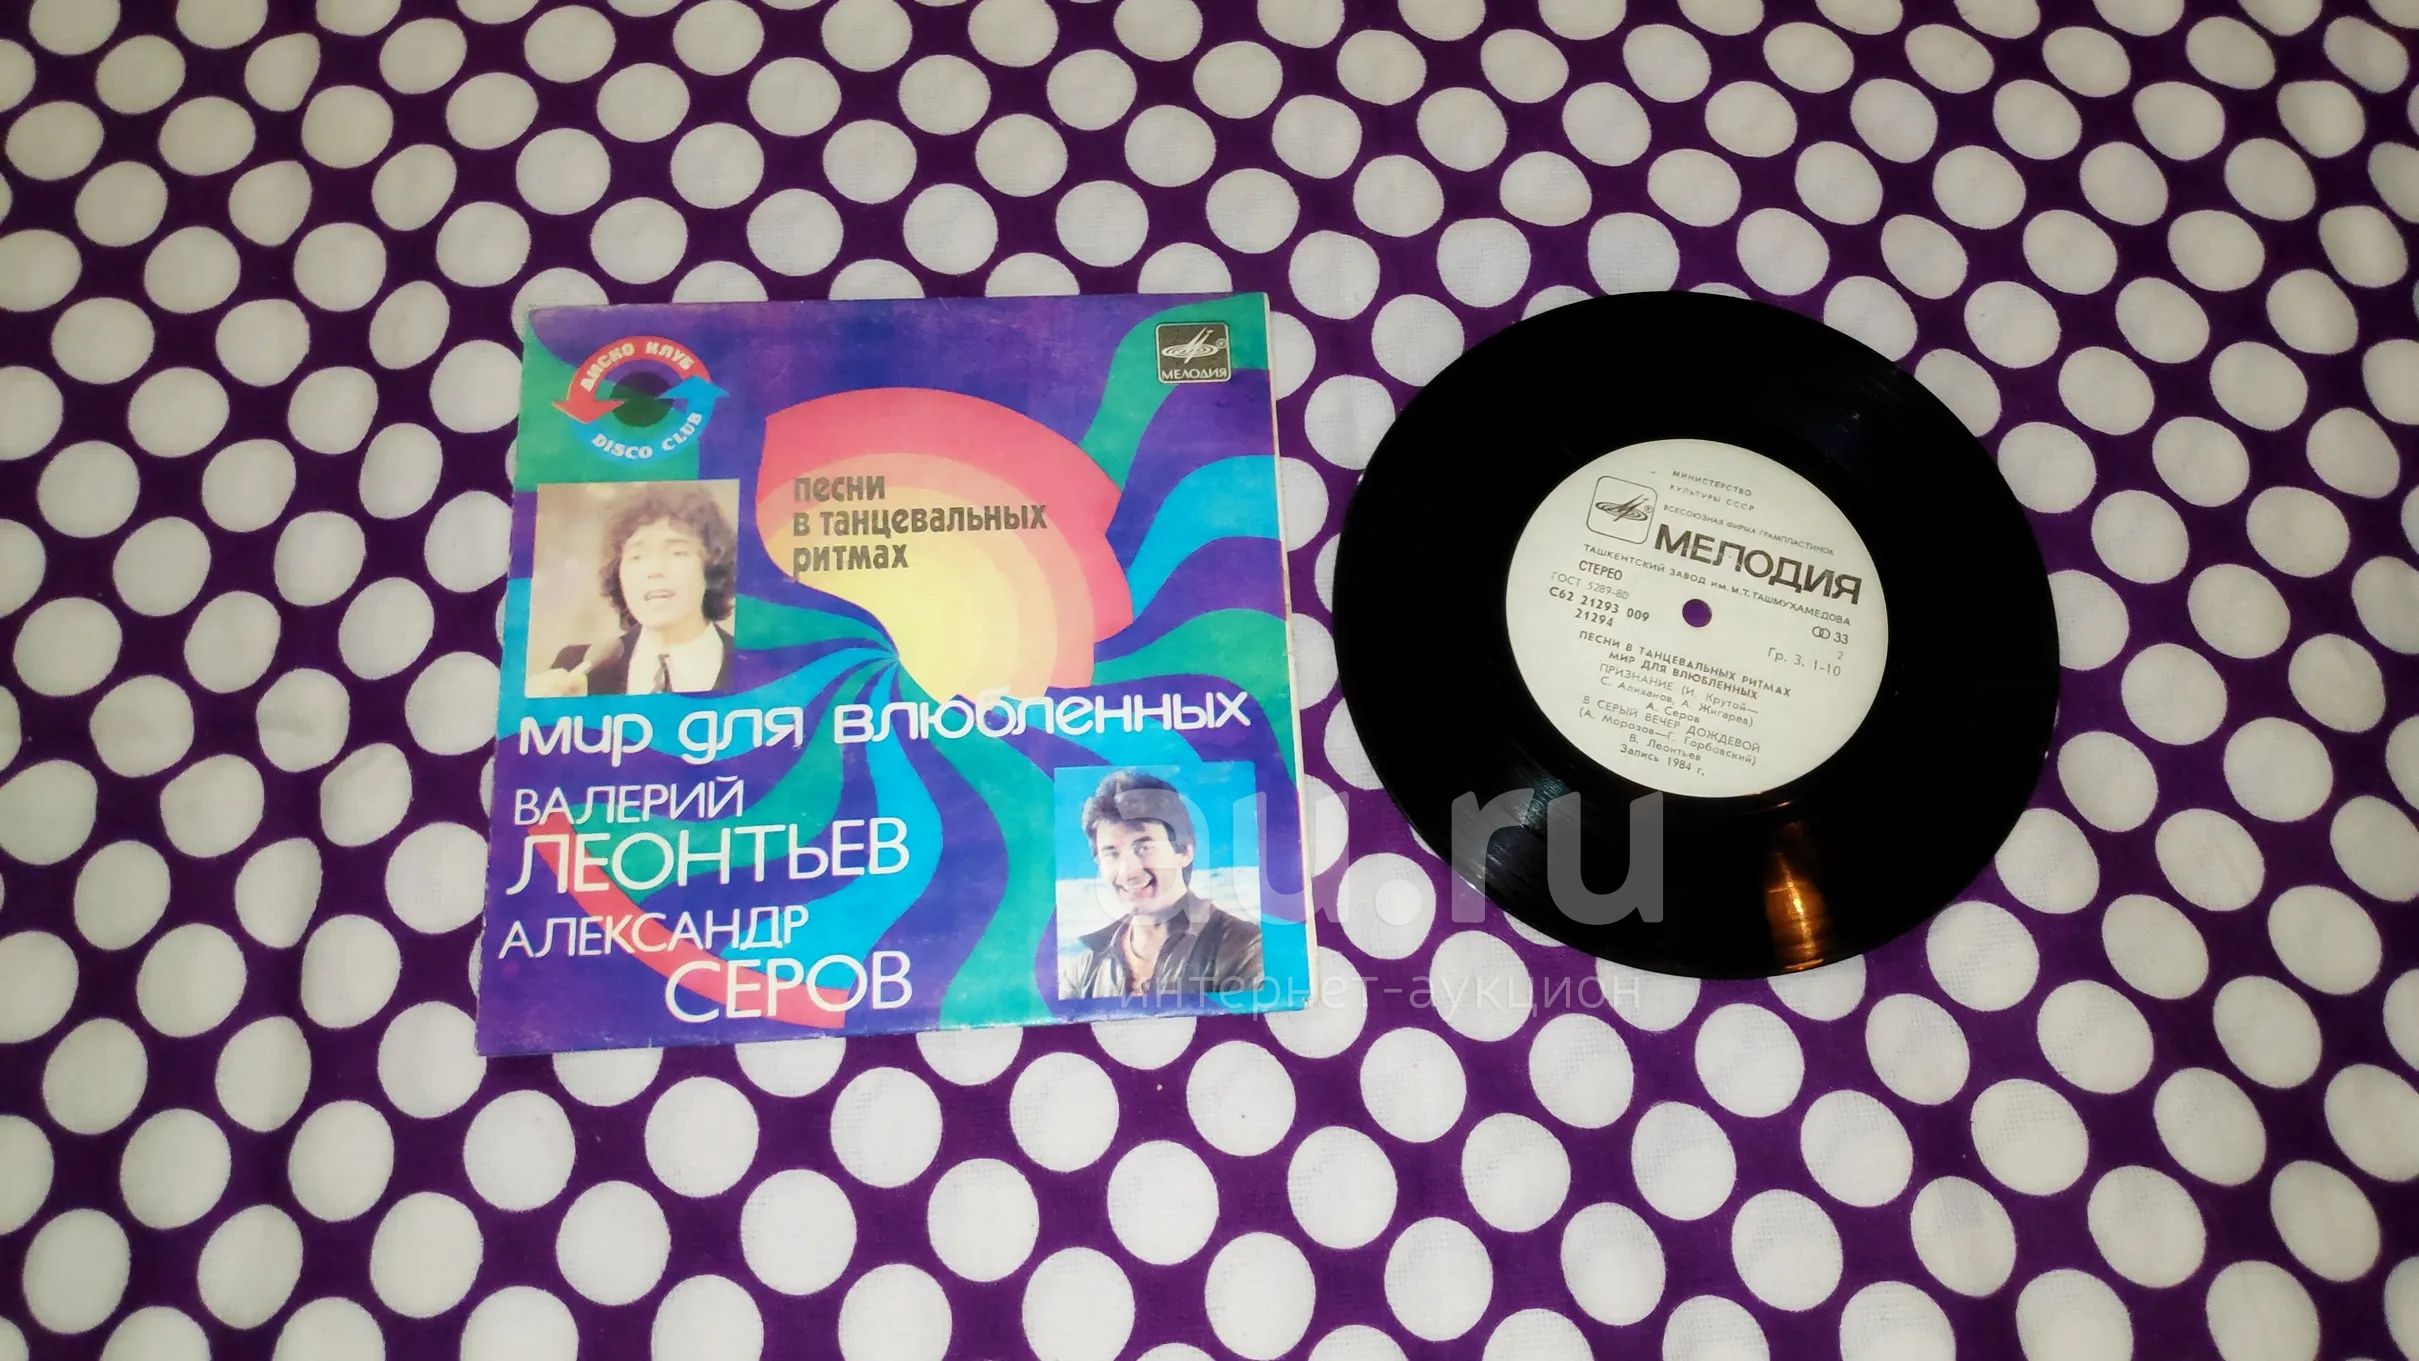 ДИСКО КЛУБ
DISCO CLUB
МЕЛОДИЯ
песни
в танцевальных
ритмах
мир для влюбленных
ВАЛЕРИЙ
ЛЕОНТЬЕВ
АЛЕКСАНДР
СЕРОВ
МИНИСТЕРСТВО
КУЛЬТУРЫ СССР
ВСЕСОЮЗНАЯ ФИРМА ГРАМПЛАСТИНОК
МЕЛОДИЯ
ТАШКЕНТСКИЙ ЗАВОД ИМ. М.Т. ТАШМУХАМЕДОВА
СТЕРЕО
ГОСТ 5289-80
33
С62 21293 009
2
21294
Гр. 3. 1-10
ПЕСНИ В ТАНЦЕВАЛЬНЫХ РИТМАХ
МИР ДЛЯ ВЛЮБЛЕННЫХ
ПРИЗНАНИЕ (И. Крутой—
С. Алиханов, А. Жигарев)
А. Серов
В СЕРЫЙ ВЕЧЕР ДОЖДЕВОЙ
(А. Морозов—Г. Горбовский)
В. Леонтьев
Запись 1984 г.
au.ru
интернет-аукцион